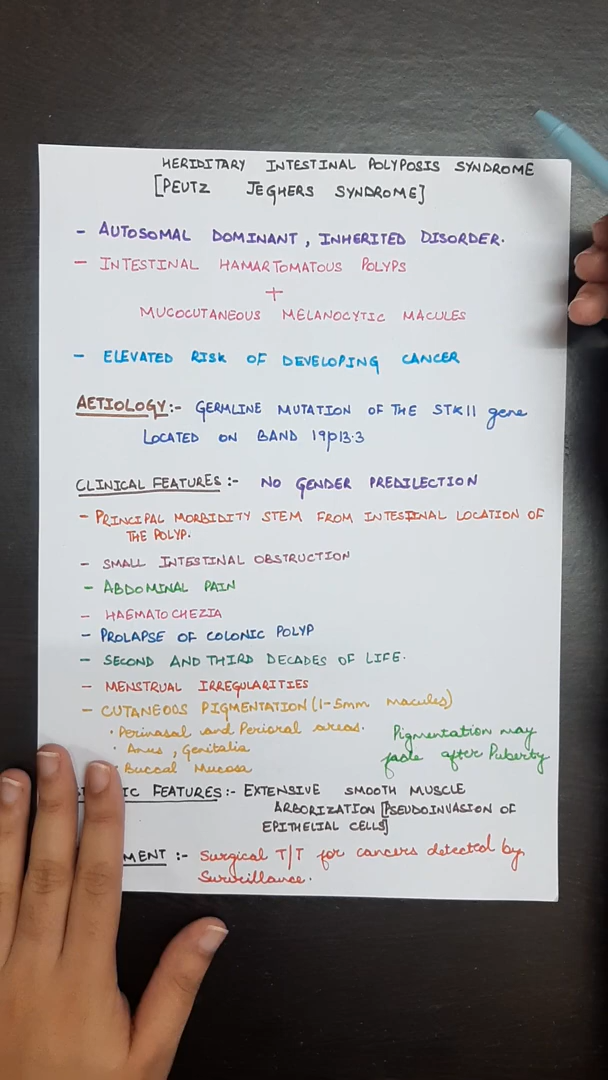 HERIDITARY INTESTINAL POLYPOSIS SYNDROME
[PEUTZ JEGHERS SYNDROME]
- AUTOSOMAL DOMINANT, INHERITED DISORDER.
- INTESTINAL HAMARTOMATOUS POLYPS
+
MUCOCUTANEOUS MELANOCYTIC MACULES
- ELEVATED RISK OF DEVELOPING CANCER
AETIOLOGY:- GERMLINE MUTATION OF THE STK11 gene
LOCATED ON BAND 19p13.3
CLINICAL FEATURES:- NO GENDER PREDILECTION
- PRINCIPAL MORBIDITY STEM FROM INTESTINAL LOCATION OF
THE POLYP.
- SMALL INTESTINAL OBSTRUCTION
- ABDOMINAL PAIN
- HAEMATOCHEZIA
- PROLAPSE OF COLONIC POLYP
- SECOND AND THIRD DECADES OF LIFE.
- MENSTRUAL IRREGULARITIES
- CUTANEOUS PIGMENTATION (1-5mm macules)
• Perinasal and Perioral areas.
• Anus, Genitalia
• Buccal Mucosa
Pigmentation may
fade after Puberty
IC FEATURES:- EXTENSIVE SMOOTH MUSCLE
ARBORIZATION [PSEUDOINVASION OF
EPITHELIAL CELLS]
MENT :- Surgical T/T for cancers detected by
Surveillance.